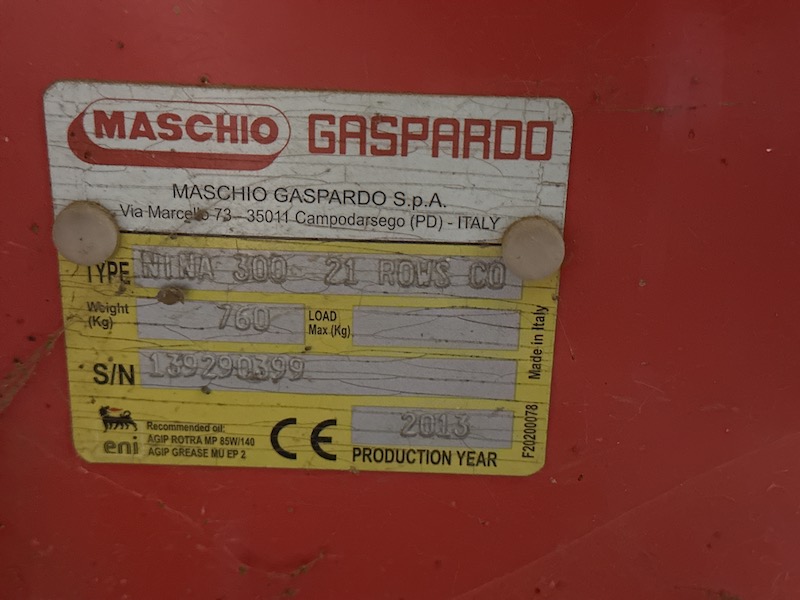 MASCHIO GASPARDO
MASCHIO GASPARDO S.p.A.
Via Marcello 73 - 35011 Campodarsego (PD) - ITALY
TYPE NINA 300 21 ROWS CO
Weight (Kg) 760 LOAD Max (Kg)
S/N 139290399
eni
Recommended oil:
AGIP ROTRA MP 85W/140
AGIP GREASE MU EP 2
CE
2013
PRODUCTION YEAR
Made in Italy
F20200078